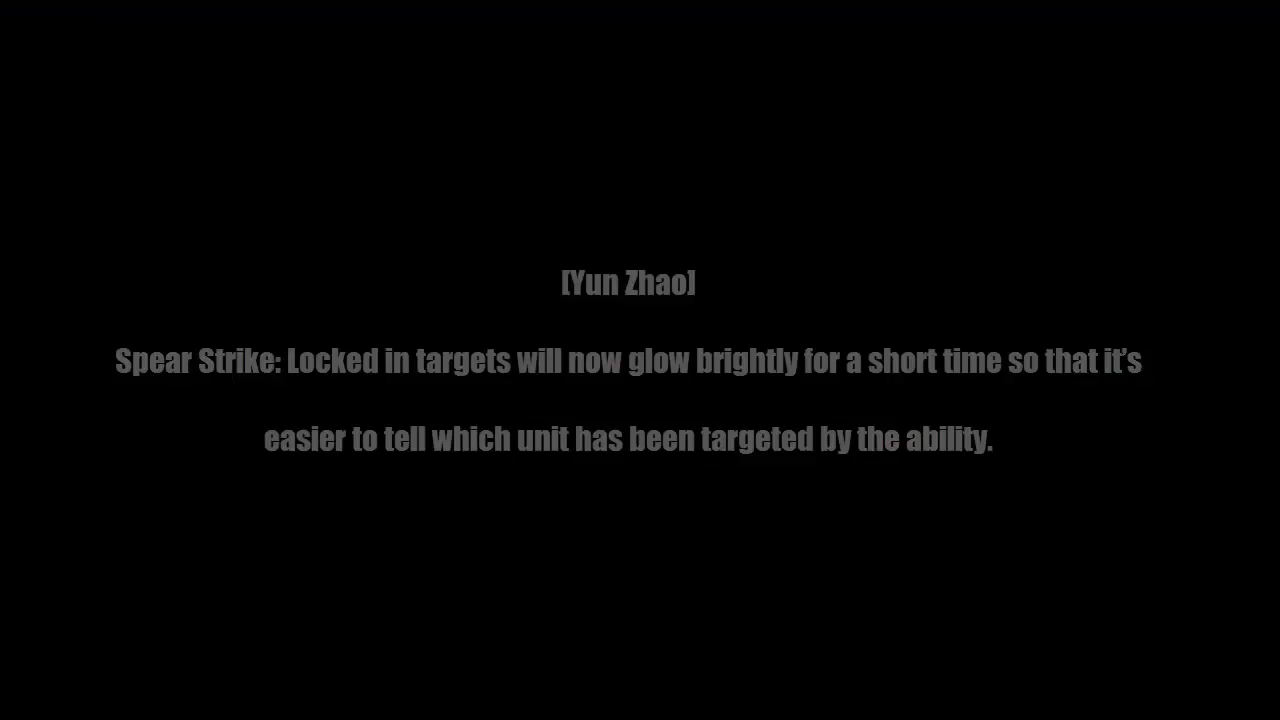 [Yun Zhao]
Spear Strike: Locked in targets will now glow brightly for a short time so that it’s
easier to tell which unit has been targeted by the ability.